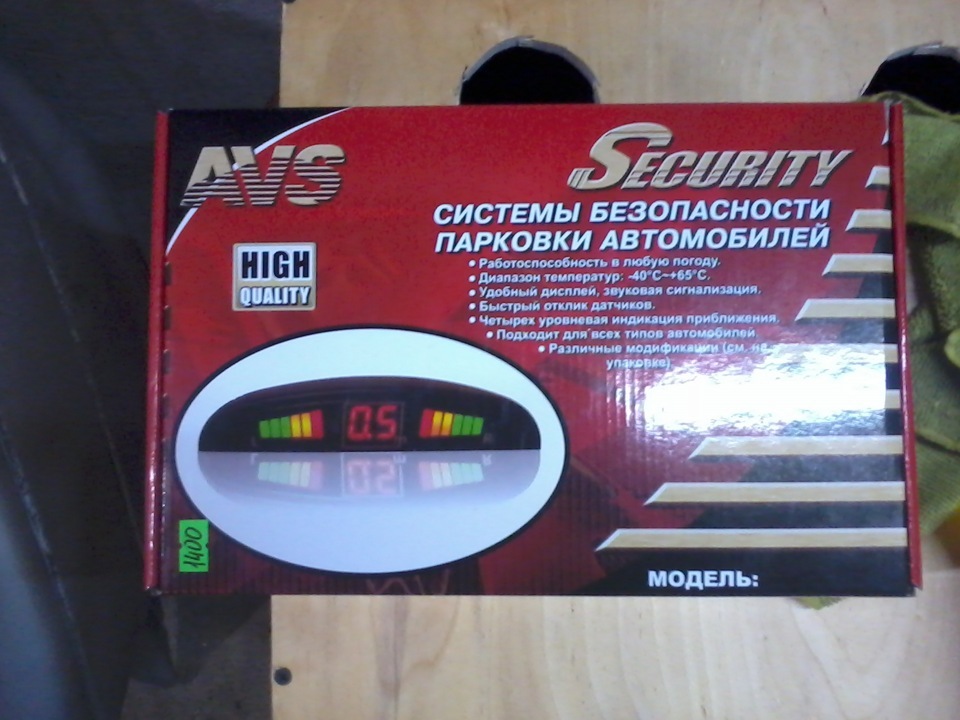 AVS
SECURITY
СИСТЕМЫ БЕЗОПАСНОСТИ
ПАРКОВКИ АВТОМОБИЛЕЙ
HIGH
QUALITY
• Работоспособность в любую погоду.
• Диапазон температур: -40°C~+65°C.
• Удобный дисплей, звуковая сигнализация.
• Быстрый отклик датчиков.
• Четырех уровневая индикация приближения.
• Подходит для всех типов автомобилей
• Различные модификации (см. на
упаковке)
0.5
1400
МОДЕЛЬ: